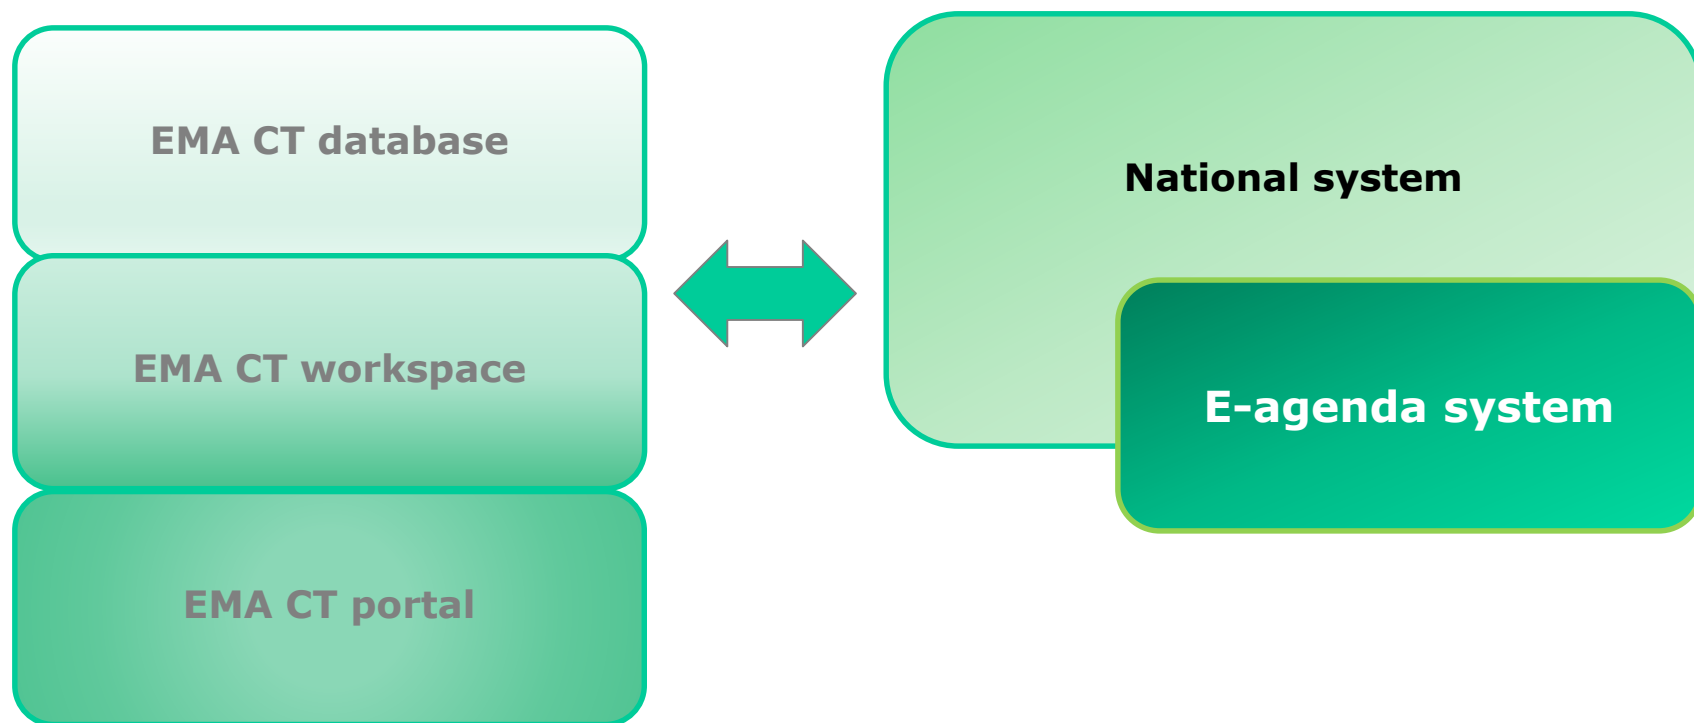 EMA CT database
EMA CT workspace
EMA CT portal
National system
E-agenda system